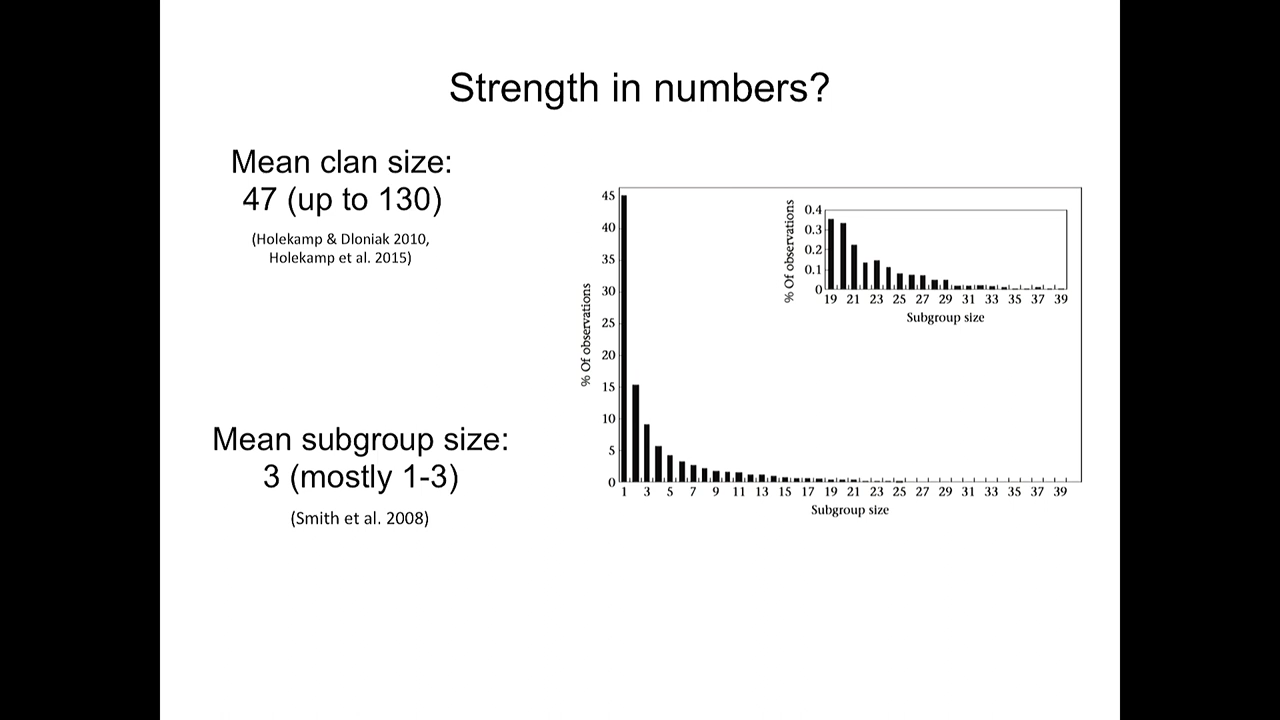 Strength in numbers?
Mean clan size:
47 (up to 130)
(Holekamp & Dloniak 2010,
Holekamp et al. 2015)
Mean subgroup size:
3 (mostly 1-3)
(Smith et al. 2008)
% Of observations
45
40
35
30
25
20
15
10
5
0
1 3 5 7 9 11 13 15 17 19 21 23 25 27 29 31 33 35 37 39
Subgroup size
% Of observations
0.4
0.3
0.2
0.1
0
19 21 23 25 27 29 31 33 35 37 39
Subgroup size